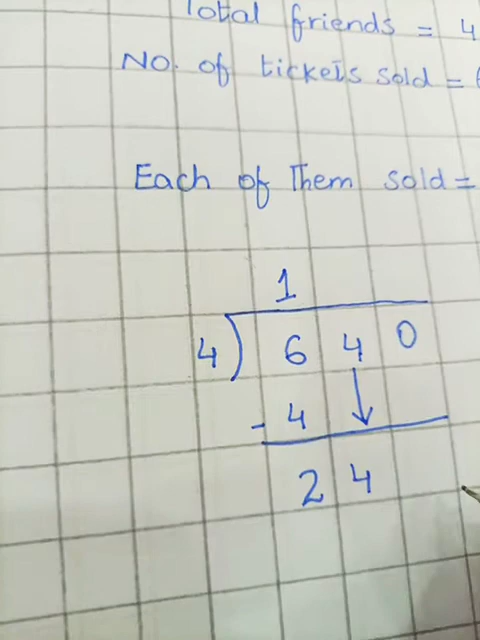 Total friends = 4
No. of tickets sold =
Each of Them sold =
1
4) 6 4 0
- 4 ↓
2 4